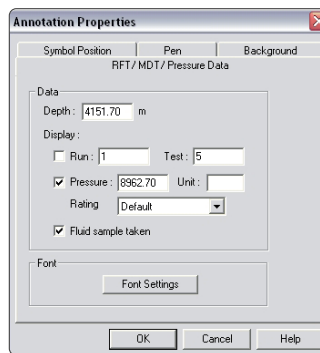 Annotation Properties
Symbol Position Pen Background
RFT/ MDT/ Pressure Data
Data
Depth : 4151.70 m
Display :
Run : 1 Test : 5
Pressure : 8962.70 Unit :
Rating Default
Fluid sample taken
Font
Font Settings
OK Cancel Help